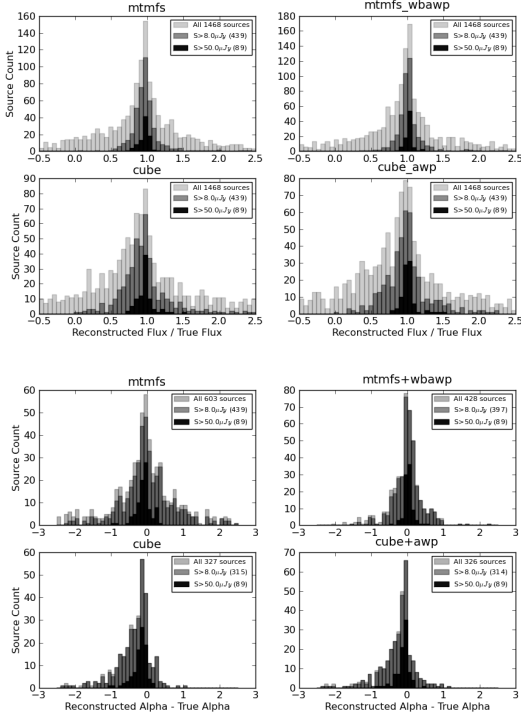 mtmfs
mtmfs_wbawp
Source Count
160
140
120
100
80
60
40
20
0
All 1468 sources
S>8.0μJy (439)
S>50.0μJy (89)
−0.5 0.0 0.5 1.0 1.5 2.0 2.5
180
160
140
120
100
80
60
40
20
0
All 1468 sources
S>8.0μJy (439)
S>50.0μJy (89)
−0.5 0.0 0.5 1.0 1.5 2.0 2.5
cube
cube_awp
Source Count
90
80
70
60
50
40
30
20
10
0
All 1468 sources
S>8.0μJy (439)
S>50.0μJy (89)
−0.5 0.0 0.5 1.0 1.5 2.0 2.5
Reconstructed Flux / True Flux
80
70
60
50
40
30
20
10
0
All 1468 sources
S>8.0μJy (439)
S>50.0μJy (89)
−0.5 0.0 0.5 1.0 1.5 2.0 2.5
Reconstructed Flux / True Flux
mtmfs
mtmfs+wbawp
Source Count
60
50
40
30
20
10
0
All 603 sources
S>8.0μJy (439)
S>50.0μJy (89)
−3 −2 −1 0 1 2 3
80
70
60
50
40
30
20
10
0
All 428 sources
S>8.0μJy (397)
S>50.0μJy (89)
−3 −2 −1 0 1 2 3
cube
cube+awp
Source Count
60
50
40
30
20
10
0
All 327 sources
S>8.0μJy (315)
S>50.0μJy (89)
−3 −2 −1 0 1 2 3
Reconstructed Alpha - True Alpha
70
60
50
40
30
20
10
0
All 326 sources
S>8.0μJy (314)
S>50.0μJy (89)
−3 −2 −1 0 1 2 3
Reconstructed Alpha - True Alpha